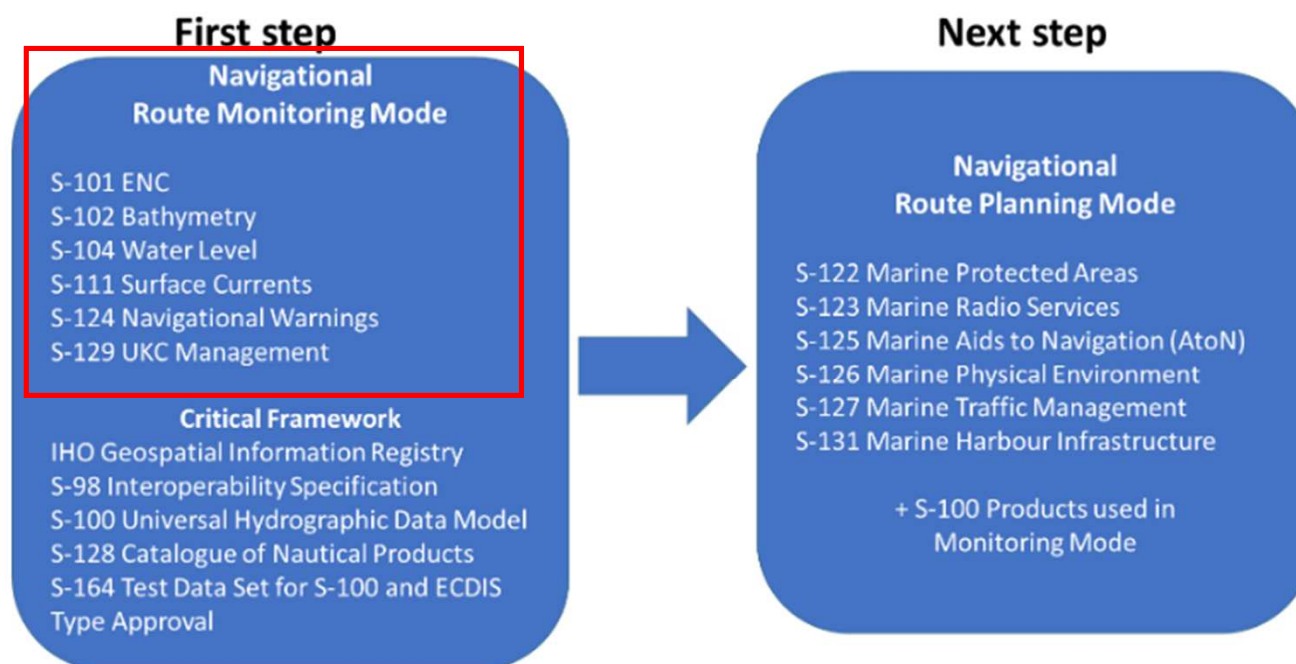 First step
Navigational
Route Monitoring Mode
S-101 ENC
S-102 Bathymetry
S-104 Water Level
S-111 Surface Currents
S-124 Navigational Warnings
S-129 UKC Management
Critical Framework
IHO Geospatial Information Registry
S-98 Interoperability Specification
S-100 Universal Hydrographic Data Model
S-128 Catalogue of Nautical Products
S-164 Test Data Set for S-100 and ECDIS
Type Approval
Next step
Navigational
Route Planning Mode
S-122 Marine Protected Areas
S-123 Marine Radio Services
S-125 Marine Aids to Navigation (AtoN)
S-126 Marine Physical Environment
S-127 Marine Traffic Management
S-131 Marine Harbour Infrastructure
+ S-100 Products used in
Monitoring Mode